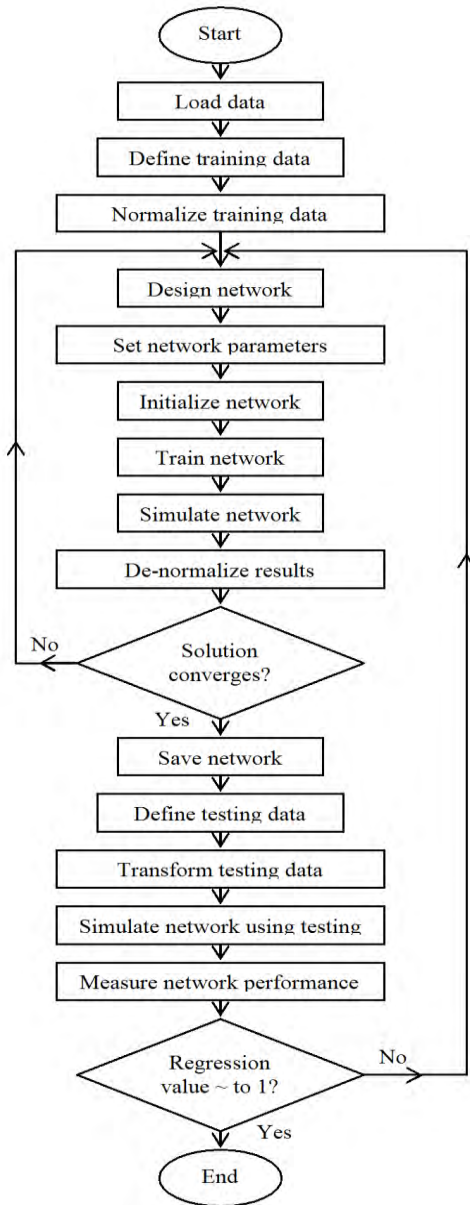 Start
Load data
Define training data
Normalize training data
Design network
Set network parameters
Initialize network
Train network
Simulate network
De-normalize results
No
Solution
converges?
Yes
Save network
Define testing data
Transform testing data
Simulate network using testing
Measure network performance
Regression
value ~ to 1?
No
Yes
End